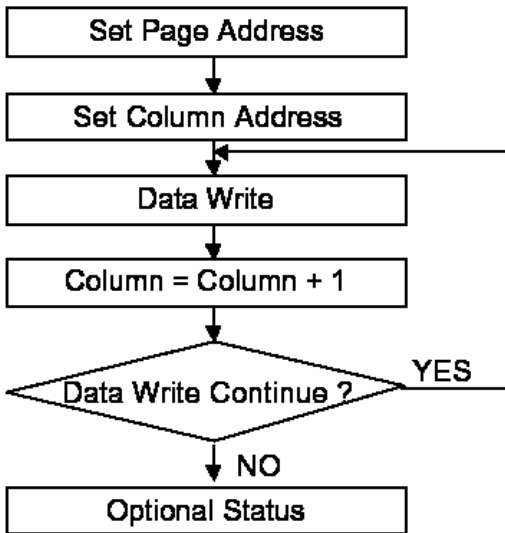 Set Page Address
Set Column Address
Data Write
Column = Column + 1
Data Write Continue ?
YES
NO
Optional Status